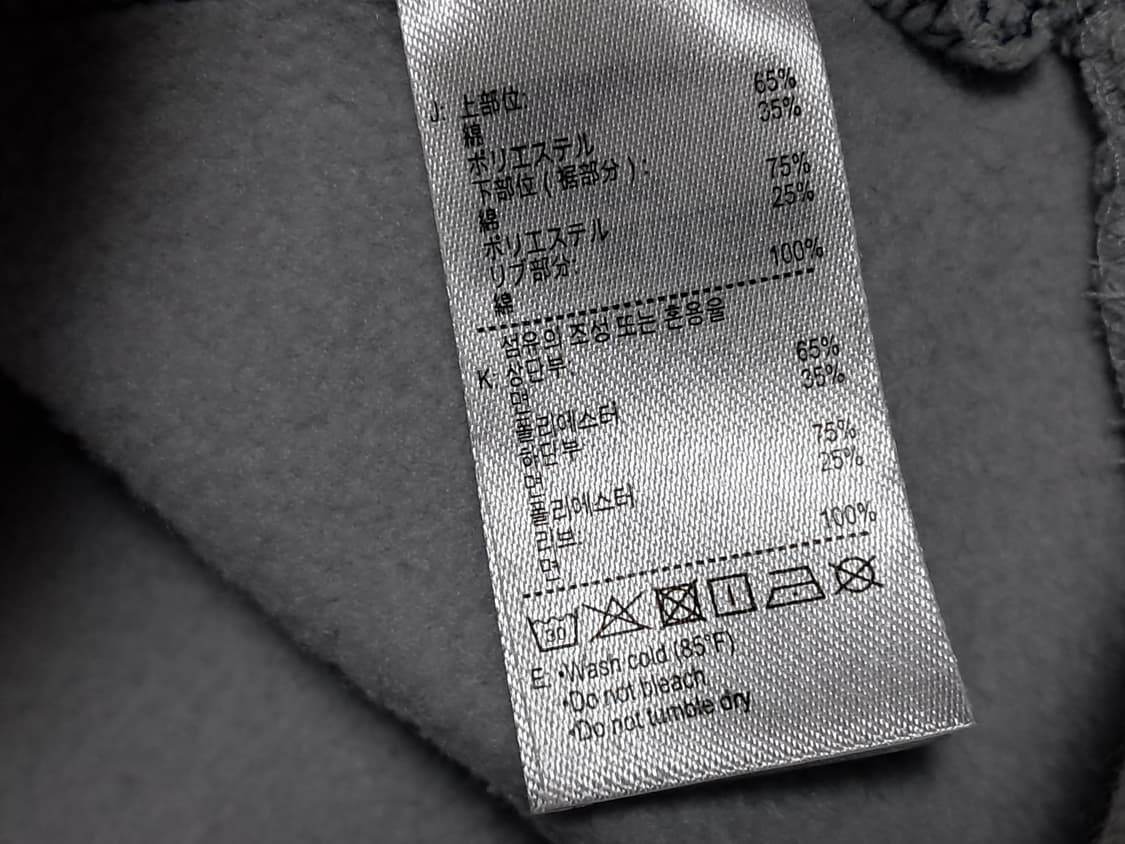 J: 上部位:
綿 65%
ポリエステル 35%
下部位 ( 裾部分 ) :
綿 75%
ポリエステル 25%
リブ部分:
綿 100%
섬유의 조성 또는 혼용율
K 상단부
면 65%
폴리에스터 35%
하단부
면 75%
폴리에스터 25%
리브
면 100%
30
E: •Wash cold (85°F)
•Do not bleach
•Do not tumble dry